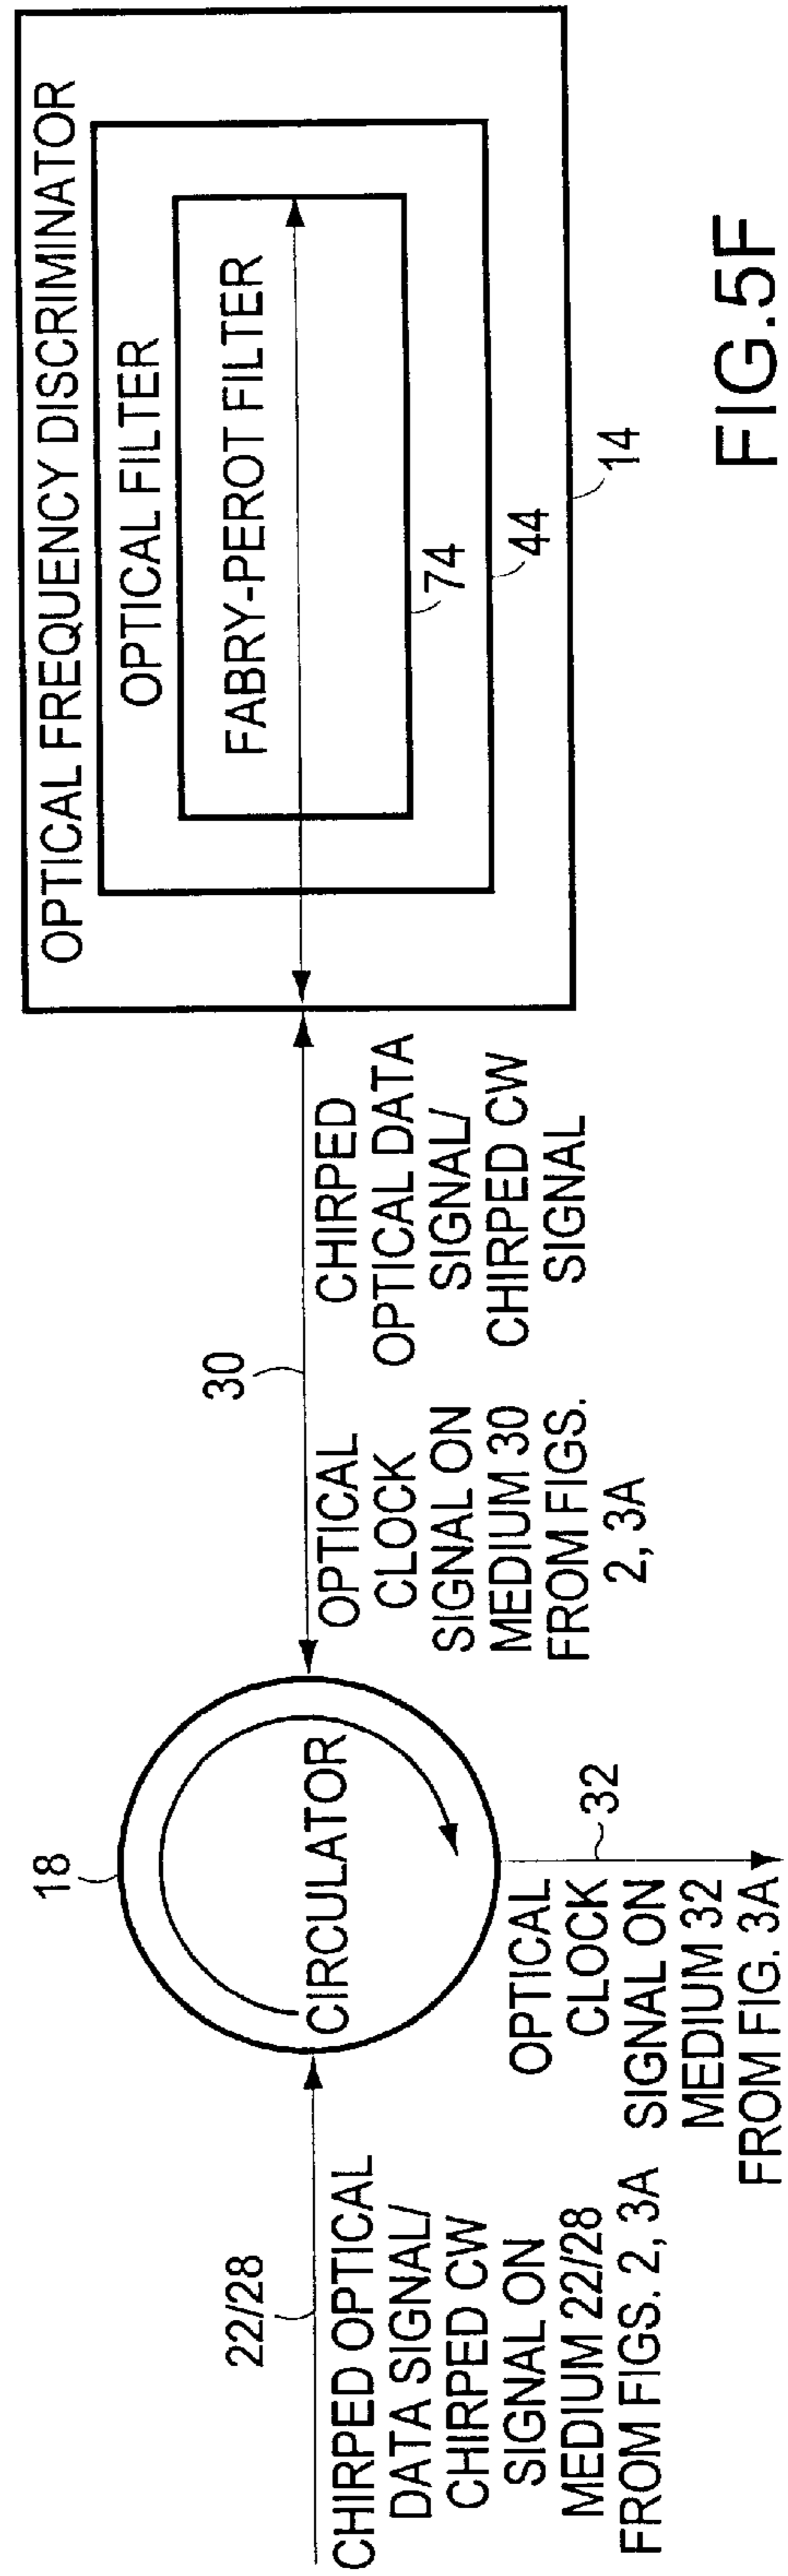 18
CIRCULATOR
22/28
CHIRPED OPTICAL
DATA SIGNAL/
CHIRPED CW
SIGNAL ON
MEDIUM 22/28
FROM FIGS. 2, 3A
32
OPTICAL
CLOCK
SIGNAL ON
MEDIUM 32
FROM FIG. 3A
30
OPTICAL
CLOCK
SIGNAL ON
MEDIUM 30
FROM FIGS.
2, 3A
CHIRPED
OPTICAL DATA
SIGNAL/
CHIRPED CW
SIGNAL
OPTICAL FREQUENCY DISCRIMINATOR
OPTICAL FILTER
FABRY-PEROT FILTER
74
44
14
FIG.5F